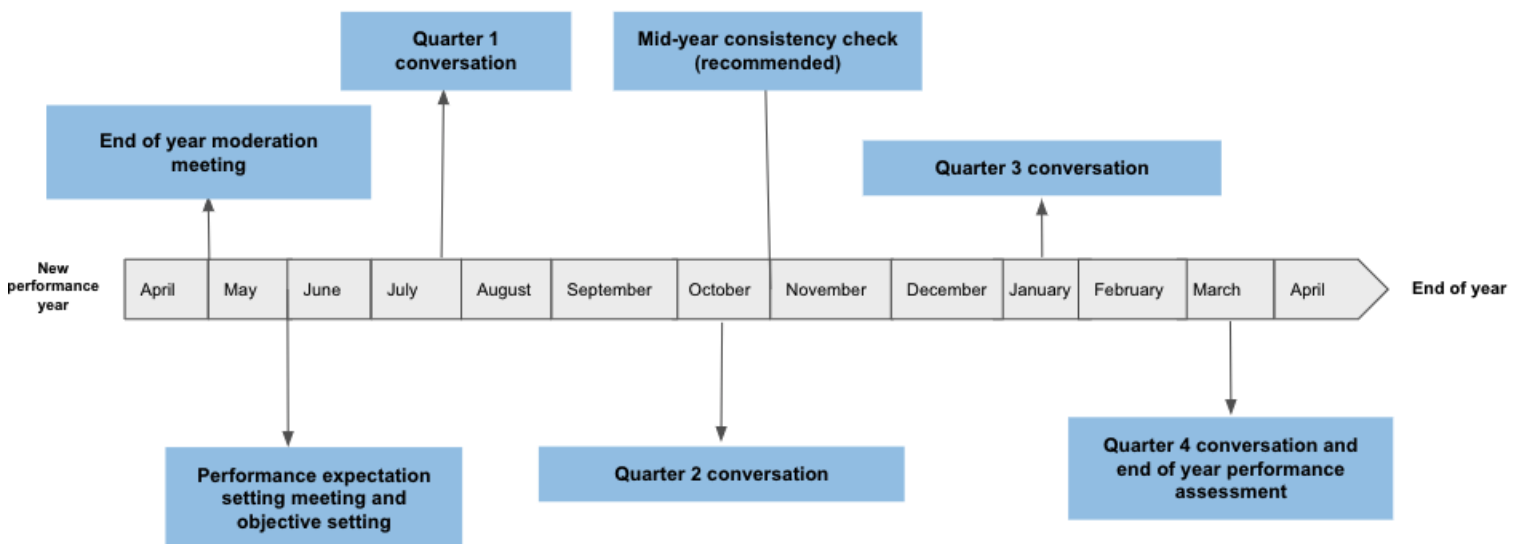 Quarter 1
conversation
Mid-year consistency check
(recommended)
End of year moderation
meeting
Quarter 3 conversation
New
performance
year
April
May
June
July
August
September
October
November
December
January
February
March
April
End of year
Performance expectation
setting meeting and
objective setting
Quarter 2 conversation
Quarter 4 conversation and
end of year performance
assessment